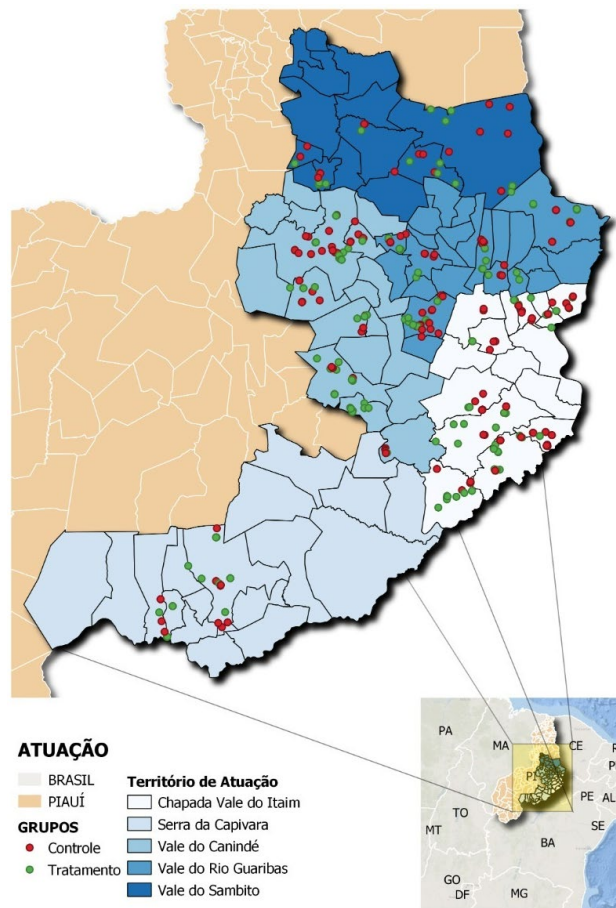 ATUAÇÃO
BRASIL
PIAUÍ
GRUPOS
Controle
Tratamento
Território de Atuação
Chapada Vale do Itaim
Serra da Capivara
Vale do Canindé
Vale do Rio Guaribas
Vale do Sambito
PA
MA
CE
PI
PE
AL
TO
SE
MT
BA
GO
DF
MG